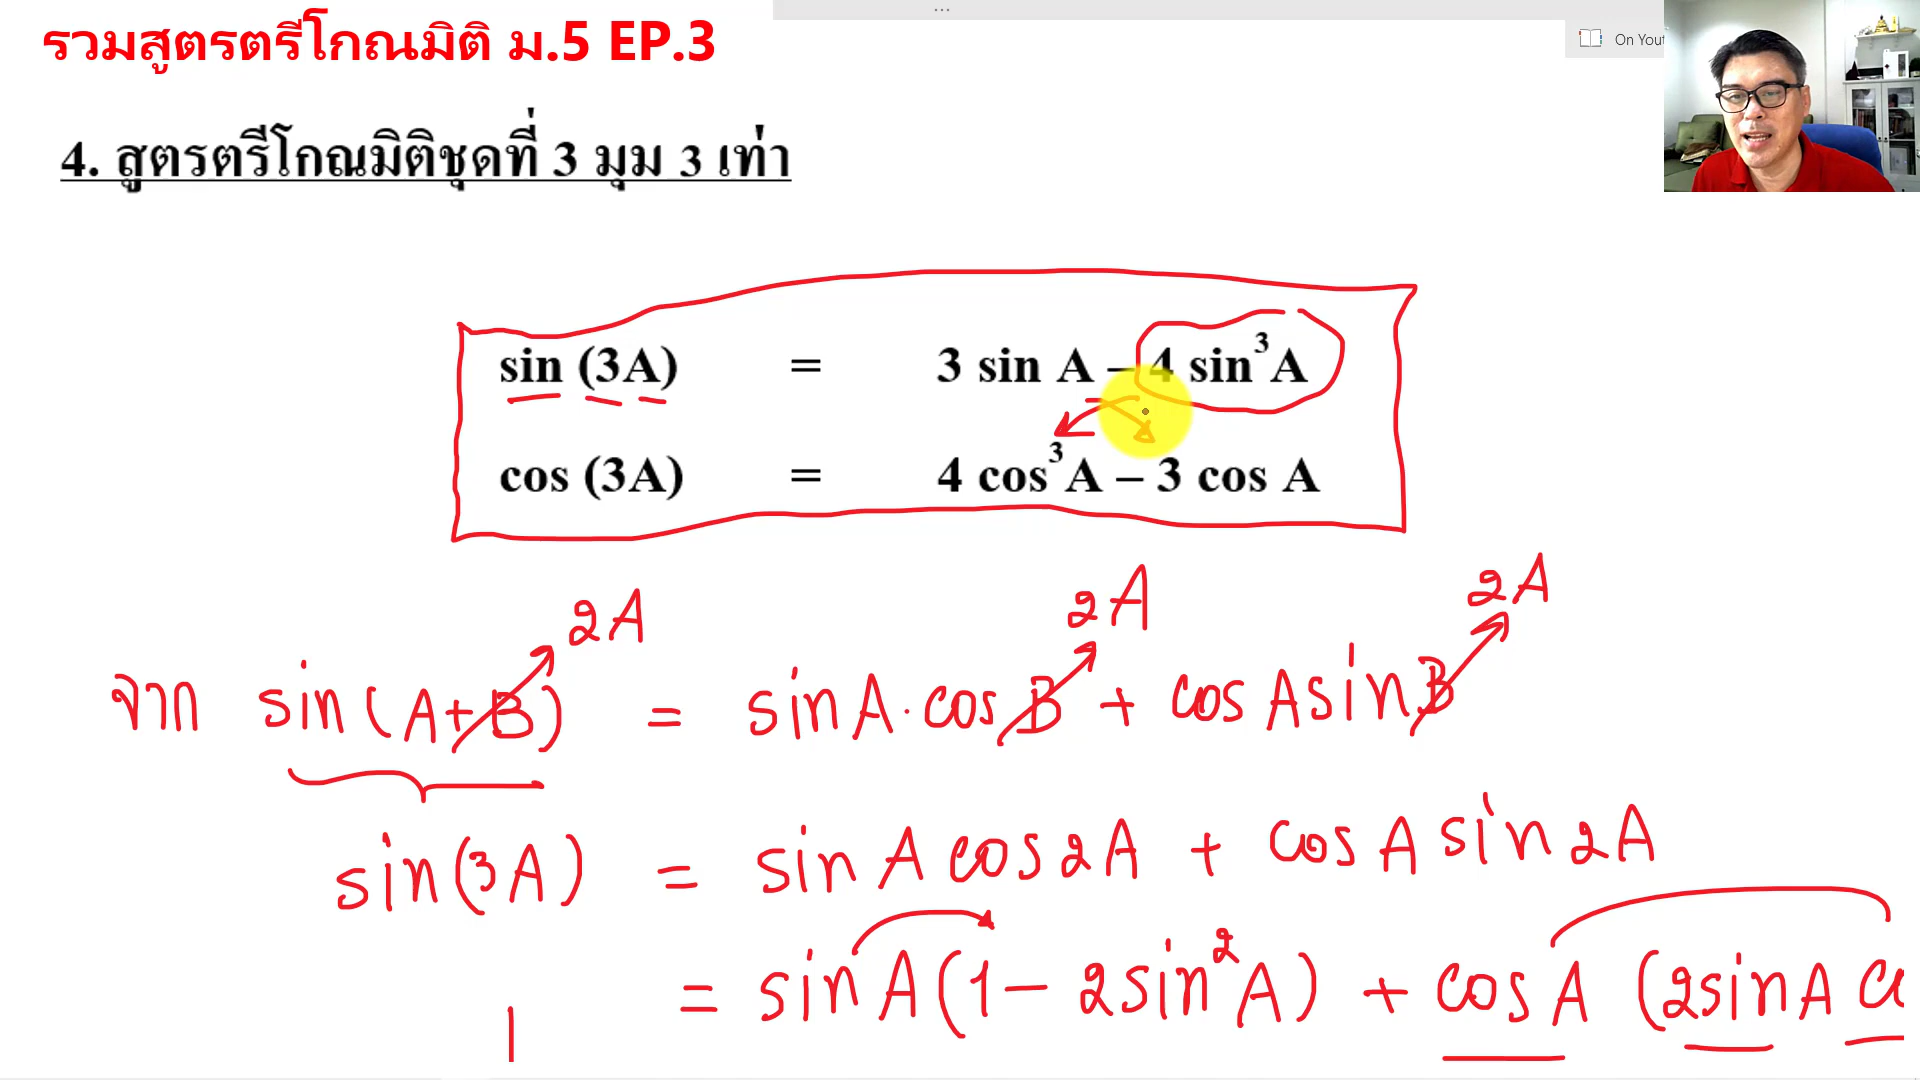 ...
รวมสูตรตรีโกณมิติ ม.5 EP.3
On Yout
4. สูตรตรีโกณมิติชุดที่ 3 มุม 3 เท่า
sin (3A) = 3 sin A – 4 sin³A
cos (3A) = 4 cos³A – 3 cos A
2A 2A 2A
จาก sin(A+B) = sinA·cosB + cosAsinB
sin(3A) = sinAcos2A + cosAsin2A
= sinA(1-2sin²A) + cosA (2sinA